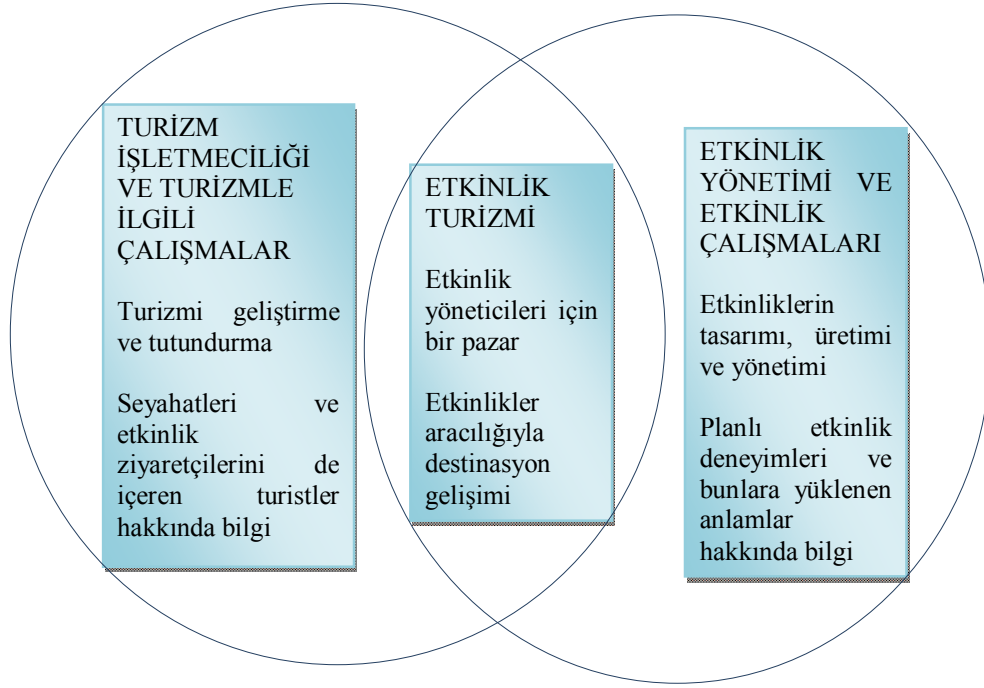 TURİZM
İŞLETMECİLİĞİ
VE TURİZMLE
İLGİLİ
ÇALIŞMALAR
Turizmi geliştirme
ve tutundurma
Seyahatleri ve
etkinlik
ziyaretçilerini de
içeren turistler
hakkında bilgi
ETKİNLİK
TURİZMİ
Etkinlik
yöneticileri için
bir pazar
Etkinlikler
aracılığıyla
destinasyon
gelişimi
ETKİNLİK
YÖNETİMİ VE
ETKİNLİK
ÇALIŞMALARI
Etkinliklerin
tasarımı, üretimi
ve yönetimi
Planlı etkinlik
deneyimleri ve
bunlara yüklenen
anlamlar
hakkında bilgi